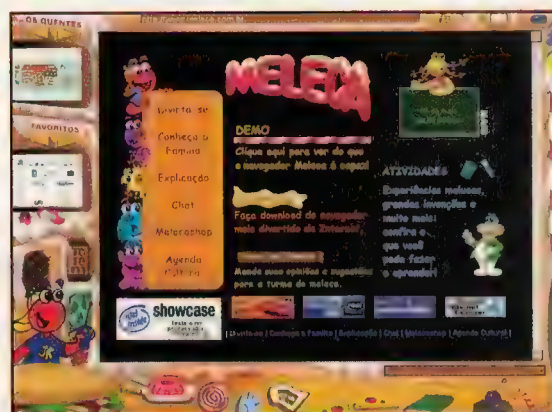 OS QUENTES
FAVORITOS
MELECA
Divirta-se
Conheça a
Família
Explicação
Chat
Melecashop
Agenda
Cultural
DEMO
Clique aqui para ver do que
o navegador Meleca é capaz!
Faça download do navegador
mais divertido da Internet!
Mande suas opiniões e sugestões
para a turma do meleca.
ATIVIDADES
Experiências malucas,
grandes invenções e
muito mais:
confira o
que você
pode fazer
e aprender!
intel inside
showcase
| Divirta-se | Conheça a Família | Explicação | Chat | Melecashop | Agenda Cultural |